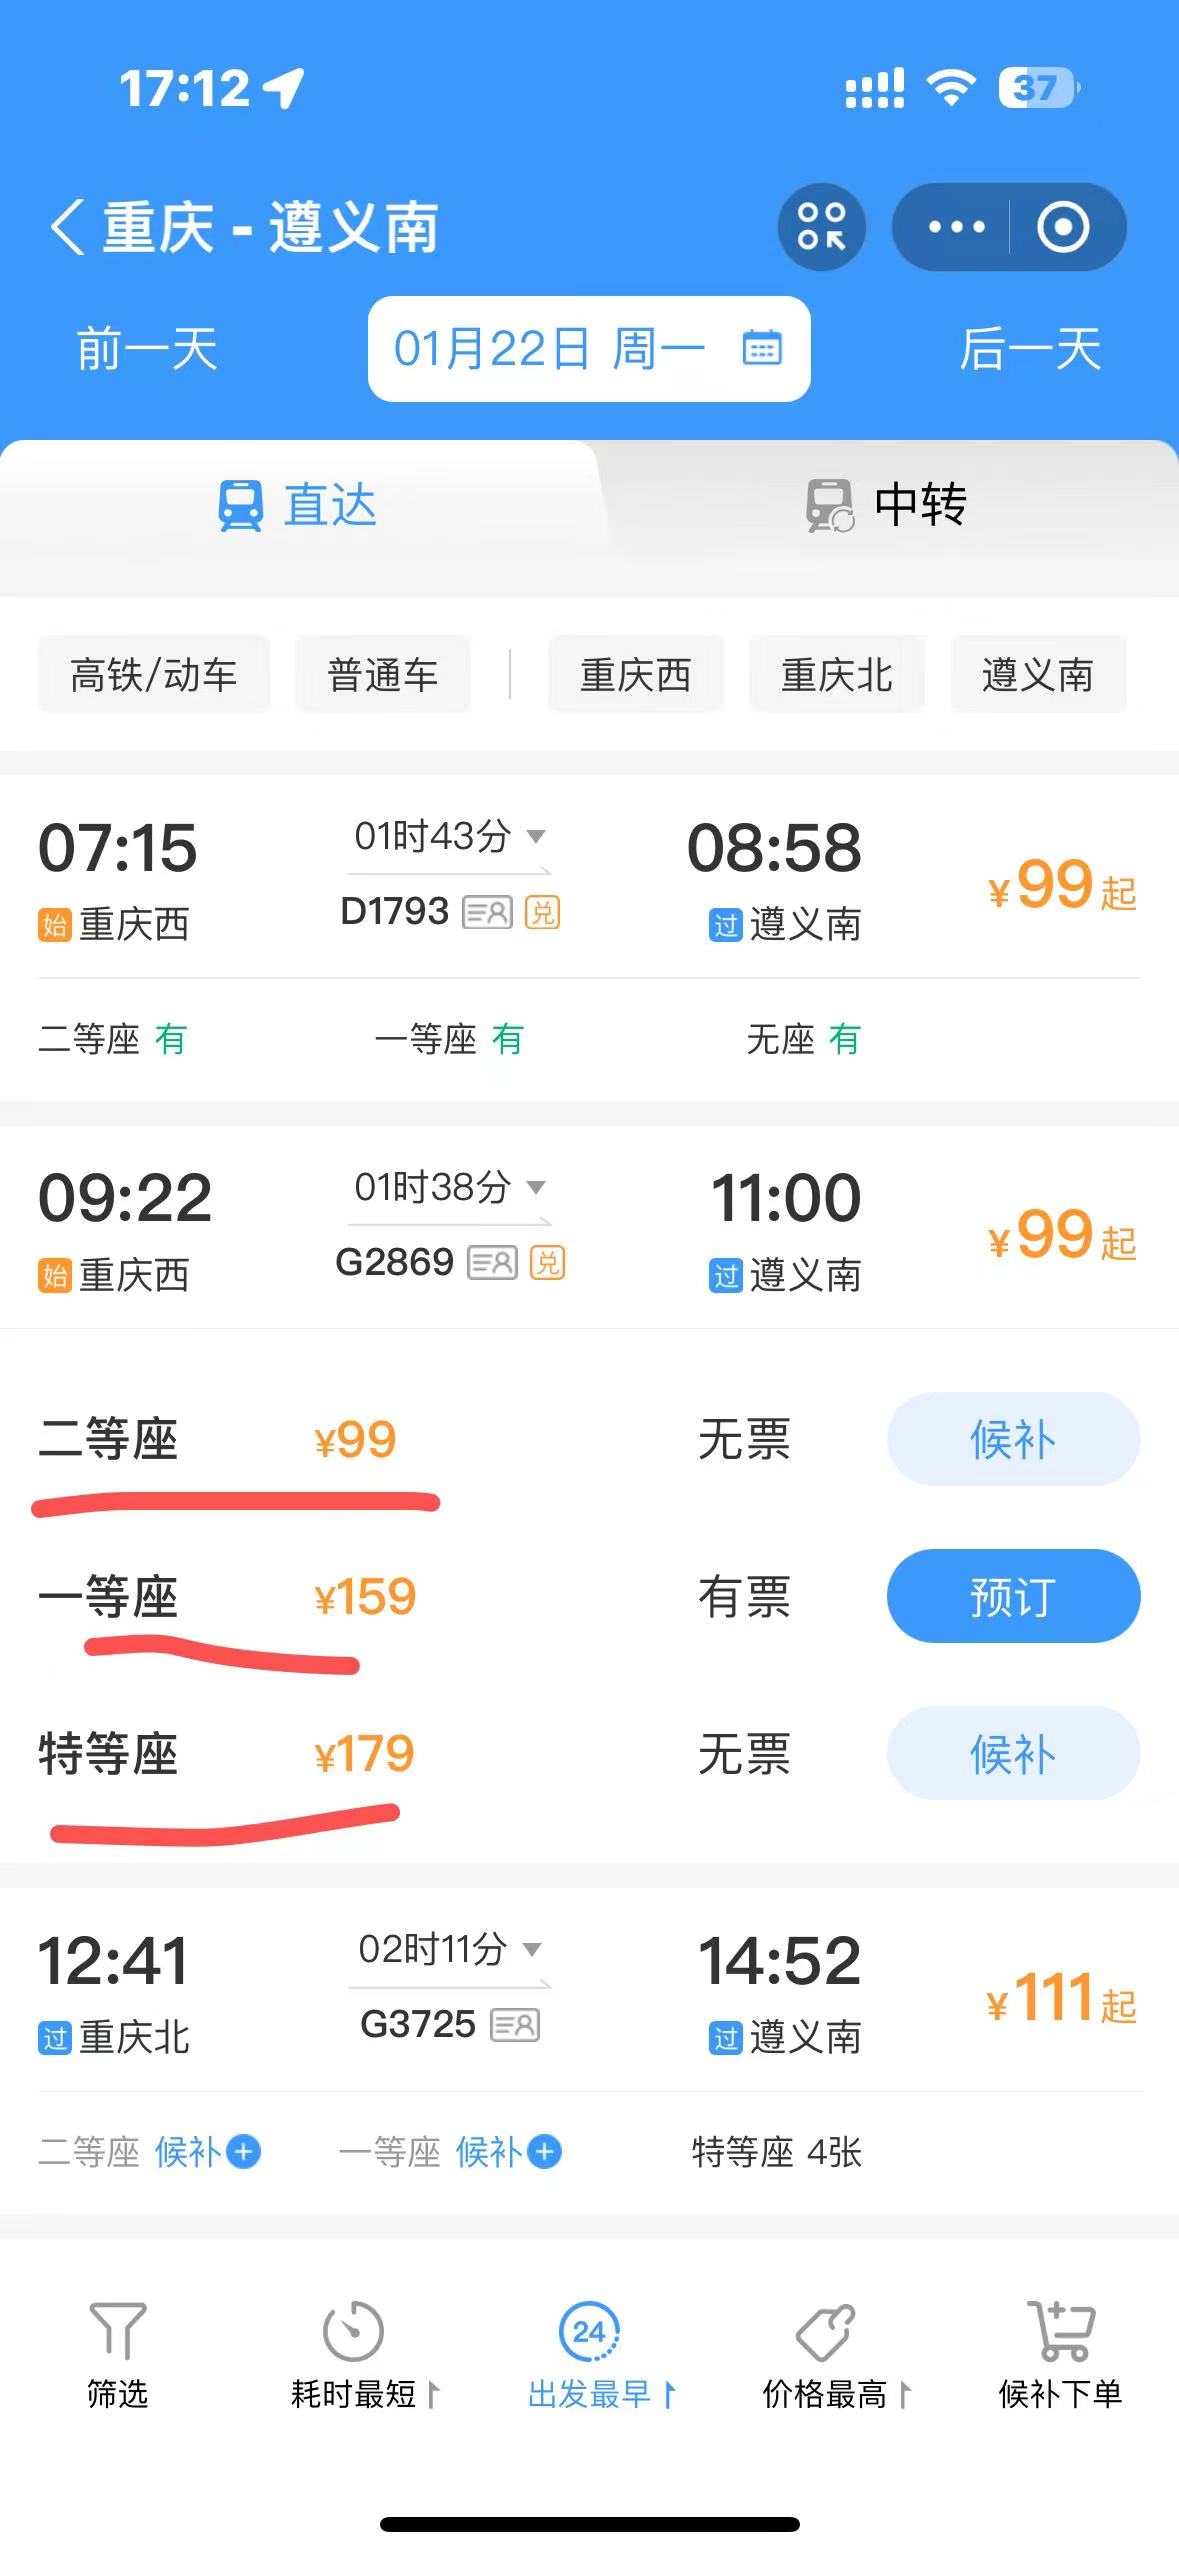 17:12
37
重庆 - 遵义南
前一天 01月22日 周一 后一天
直达 中转
高铁/动车 普通车 重庆西 重庆北 遵义南
07:15 01时43分 08:58 ¥99起
始 重庆西 D1793 兑 过 遵义南
二等座 有 一等座 有 无座 有
09:22 01时38分 11:00 ¥99起
始 重庆西 G2869 兑 过 遵义南
二等座 ¥99 无票 候补
一等座 ¥159 有票 预订
特等座 ¥179 无票 候补
12:41 02时11分 14:52 ¥111起
过 重庆北 G3725 过 遵义南
二等座 候补 一等座 候补 特等座 4张
24
筛选 耗时最短 出发最早 价格最高 候补下单